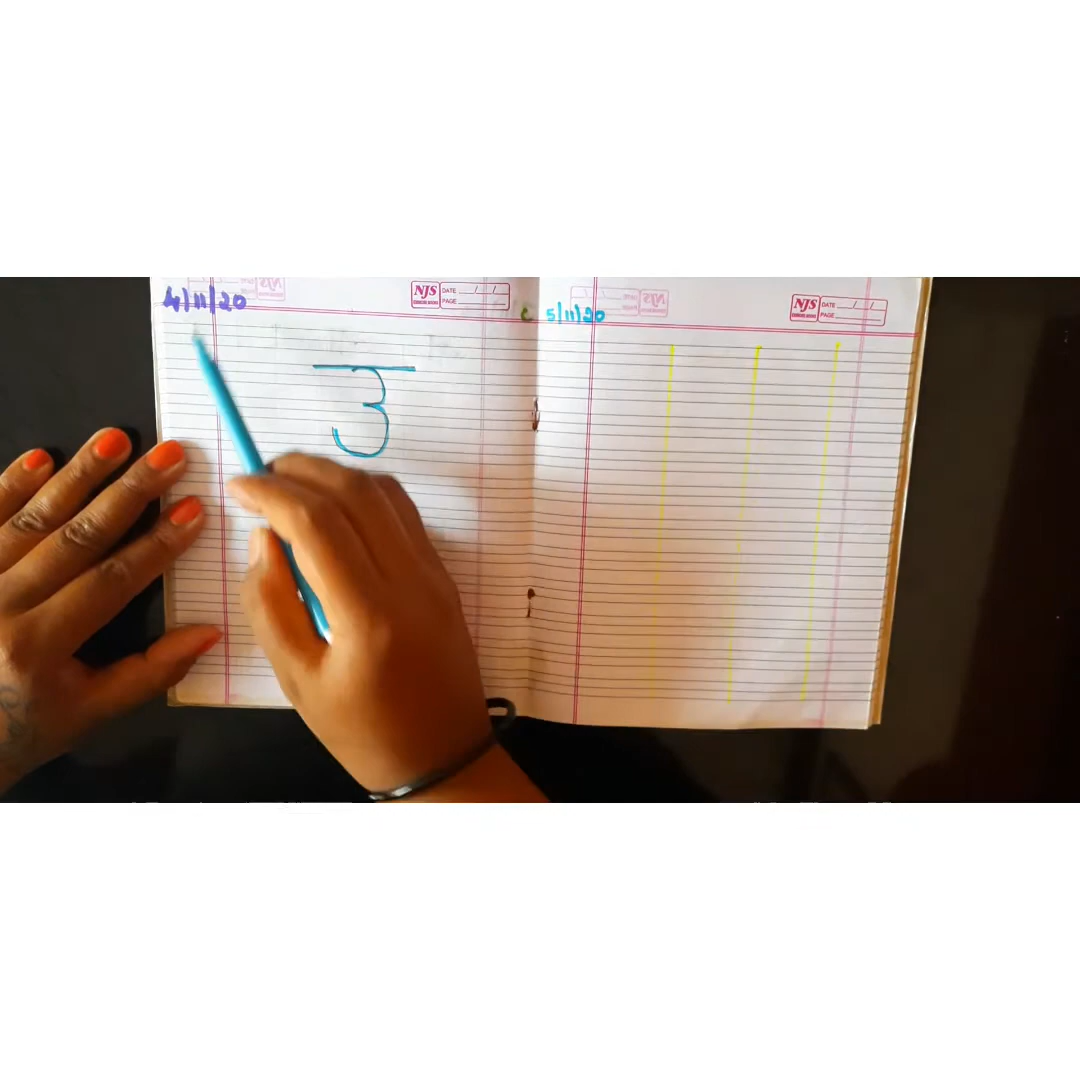 4/11/20
NJS DATE / /
PAGE
उ
5/11/20
NJS DATE / /
PAGE